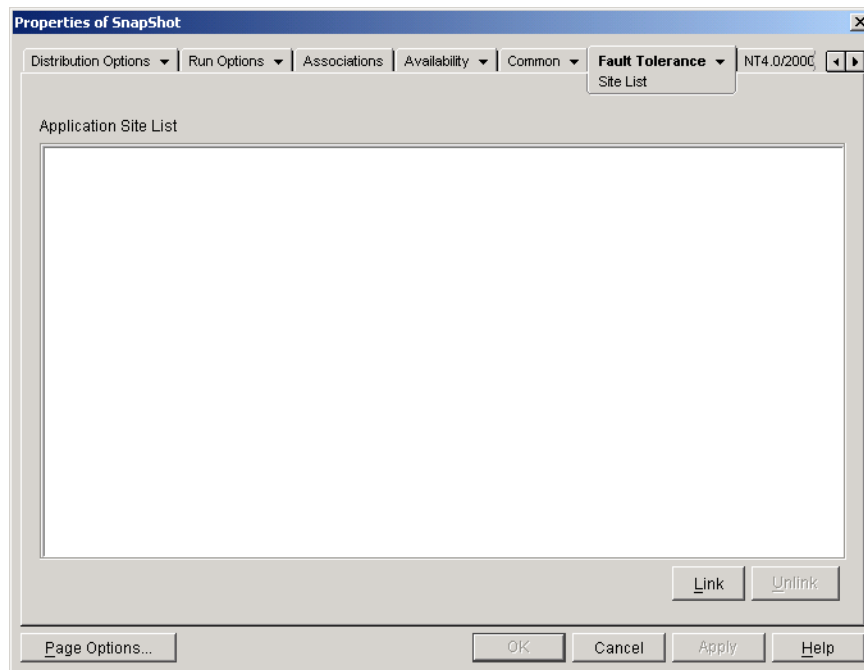 Properties of SnapShot
Distribution Options Run Options Associations Availability Common Fault Tolerance NT4.0/2000
Site List
Application Site List
Link Unlink
Page Options... OK Cancel Apply Help